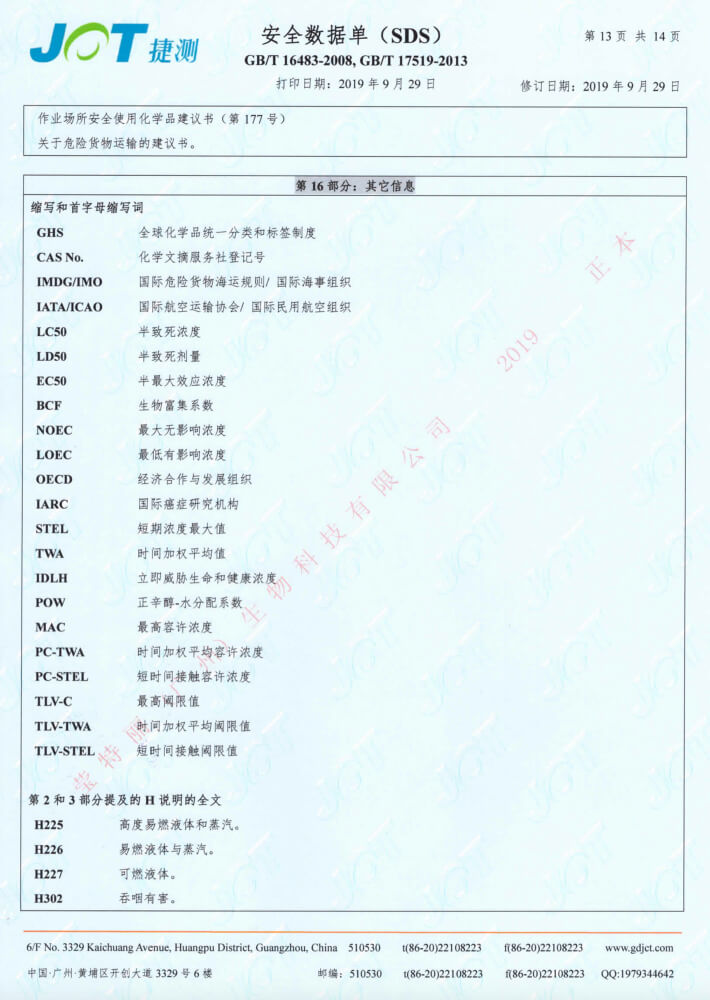 JCT 捷测
安全数据单（SDS）
第 13 页 共 14 页
GB/T 16483-2008, GB/T 17519-2013
打印日期：2019 年 9 月 29 日
修订日期：2019 年 9 月 29 日
作业场所安全使用化学品建议书（第 177 号）
关于危险货物运输的建议书。
第 16 部分：其它信息
缩写和首字母缩写词
GHS 全球化学品统一分类和标签制度
CAS No. 化学文摘服务社登记号
IMDG/IMO 国际危险货物海运规则/ 国际海事组织
IATA/ICAO 国际航空运输协会/ 国际民用航空组织
LC50 半致死浓度
LD50 半致死剂量
EC50 半最大效应浓度
BCF 生物富集系数
NOEC 最大无影响浓度
LOEC 最低有影响浓度
OECD 经济合作与发展组织
IARC 国际癌症研究机构
STEL 短期浓度最大值
TWA 时间加权平均值
IDLH 立即威胁生命和健康浓度
POW 正辛醇-水分配系数
MAC 最高容许浓度
PC-TWA 时间加权平均容许浓度
PC-STEL 短时间接触容许浓度
TLV-C 最高阈限值
TLV-TWA 时间加权平均阈限值
TLV-STEL 短时间接触阈限值
第 2 和 3 部分提及的 H 说明的全文
H225 高度易燃液体和蒸汽。
H226 易燃液体与蒸汽。
H227 可燃液体。
H302 吞咽有害。
生物科技有限公司 2019 正本
6/F No. 3329 Kaichuang Avenue, Huangpu District, Guangzhou, China 510530 t(86-20)22108223 f(86-20)22108223 www.gdjct.com
中国·广州·黄埔区开创大道 3329 号 6 楼 邮编：510530 t(86-20)22108223 f(86-20)22108223 QQ:1979344642